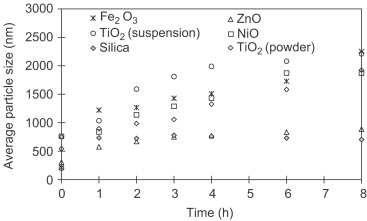 3000
2500
2000
1500
1000
500
0
Average particle size (nm)
Fe2O3
ZnO
TiO2 (suspension)
NiO
Silica
TiO2 (powder)
0 1 2 3 4 5 6 7 8
Time (h)